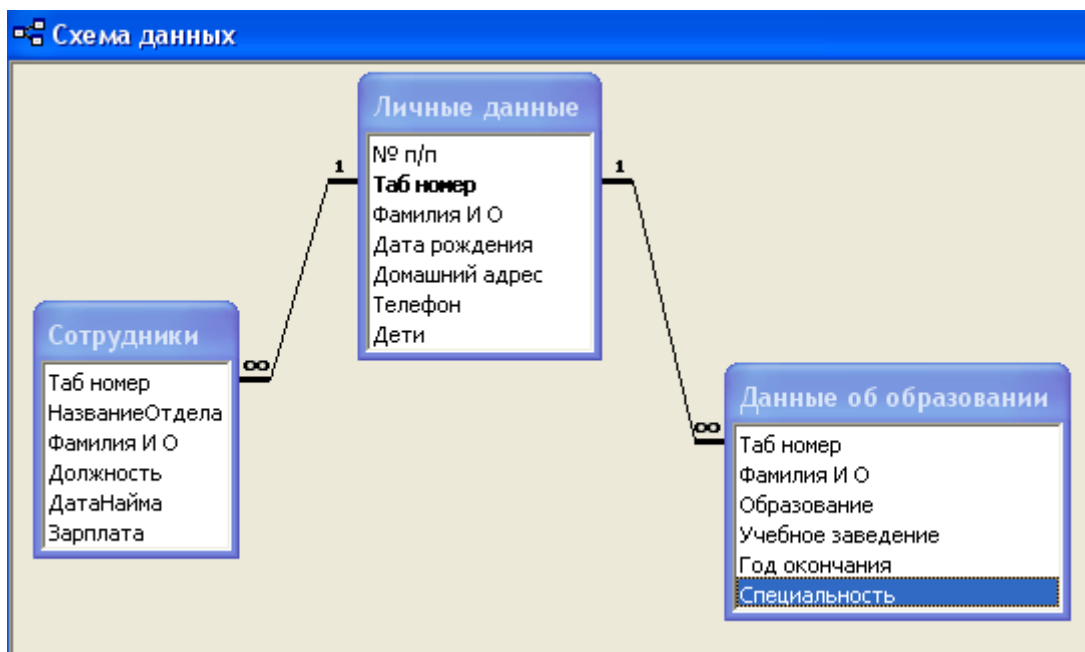 Схема данных
Личные данные
№ п/п
Таб номер
Фамилия И О
Дата рождения
Домашний адрес
Телефон
Дети
1
1
Сотрудники
Таб номер
НазваниеОтдела
Фамилия И О
Должность
ДатаНайма
Зарплата
∞
Данные об образовании
Таб номер
Фамилия И О
Образование
Учебное заведение
Год окончания
Специальность
∞